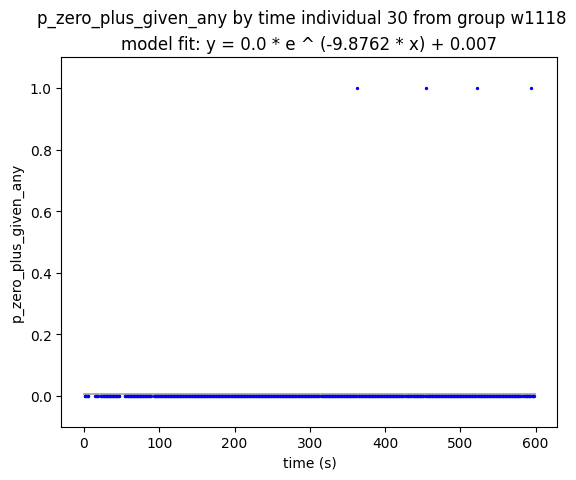 p_zero_plus_given_any by time individual 30 from group w1118
model fit: y = 0.0 * e ^ (-9.8762 * x) + 0.007
1.0
0.8
0.6
0.4
0.2
0.0
p_zero_plus_given_any
0 100 200 300 400 500 600
time (s)